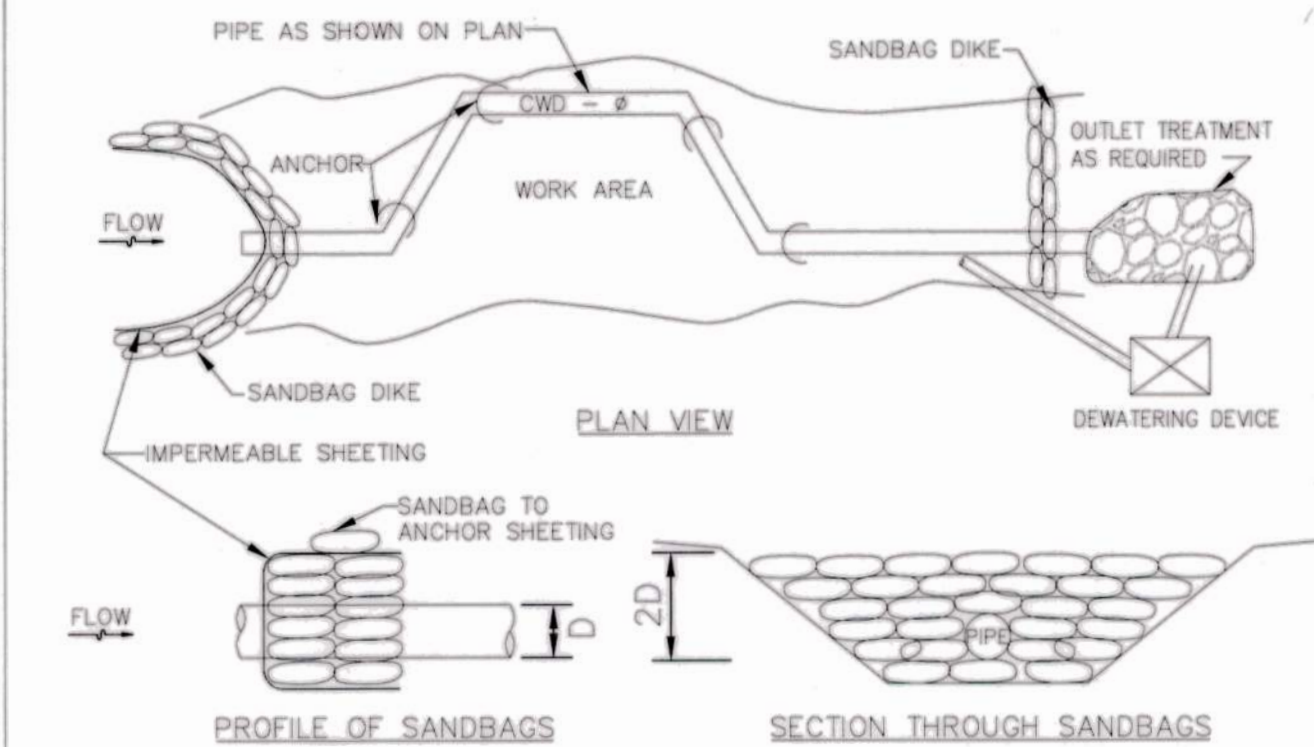 PIPE AS SHOWN ON PLAN
SANDBAG DIKE
CWD - Ø
OUTLET TREATMENT
AS REQUIRED
ANCHOR
WORK AREA
FLOW
SANDBAG DIKE
PLAN VIEW
DEWATERING DEVICE
IMPERMEABLE SHEETING
SANDBAG TO
ANCHOR SHEETING
FLOW
D
2D
PIPE
PROFILE OF SANDBAGS
SECTION THROUGH SANDBAGS